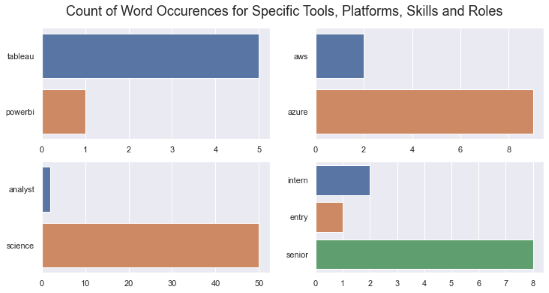 Count of Word Occurences for Specific Tools, Platforms, Skills and Roles
tableau
powerbi
0 1 2 3 4 5
aws
azure
0 2 4 6 8
analyst
science
0 10 20 30 40 50
intern
entry
senior
0 1 2 3 4 5 6 7 8